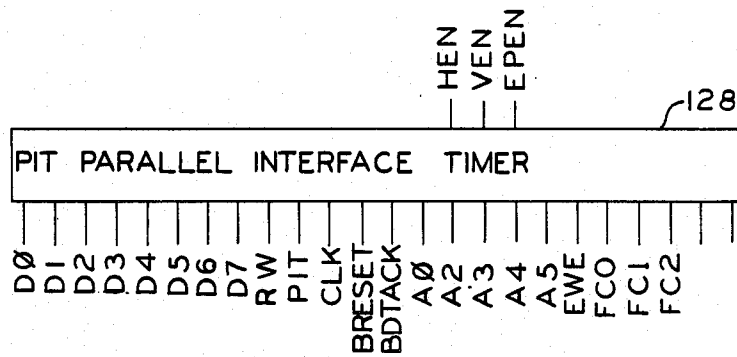 HEN
VEN
EPEN
128
PIT PARALLEL INTERFACE TIMER
DØ
D1
D2
D3
D4
D5
D6
D7
RW
PIT
CLK
BRESET
BDTACK
AØ
A2
A3
A4
A5
EWE
FC0
FC1
FC2